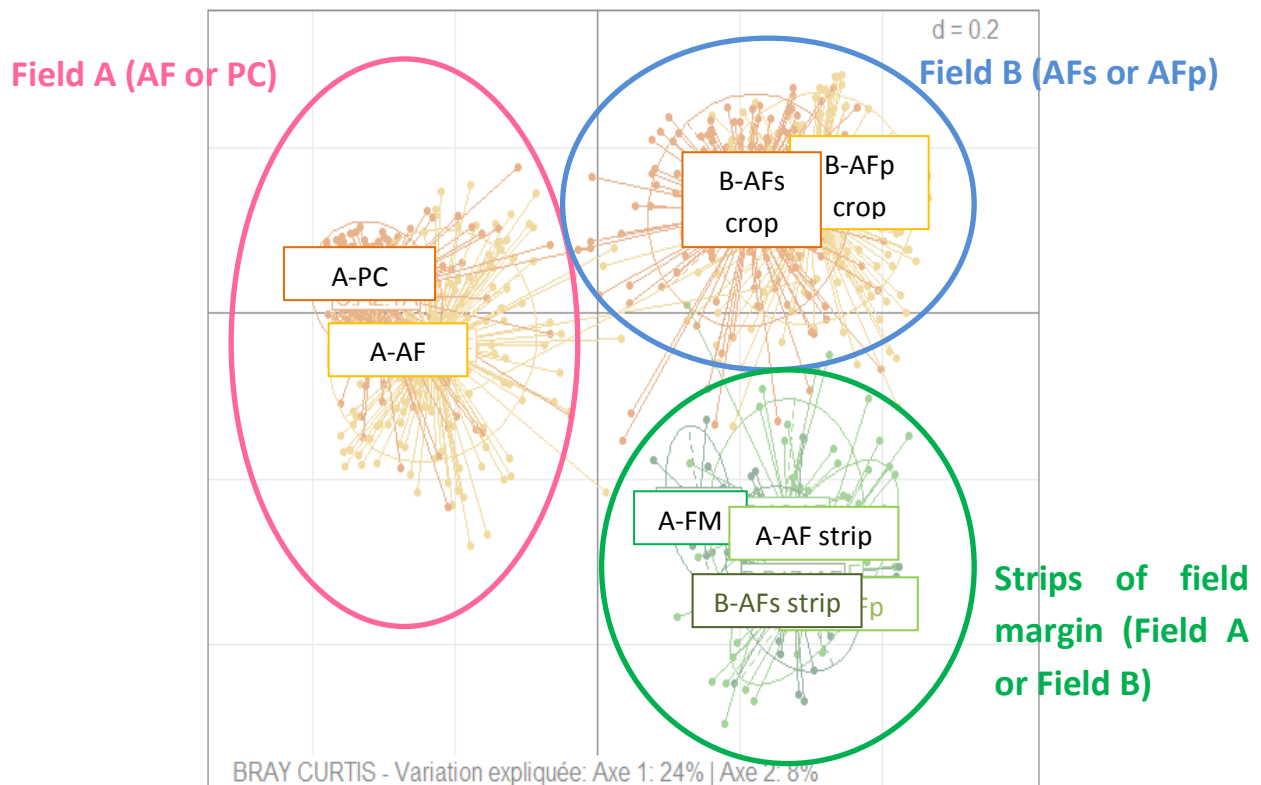 d = 0.2
Field A (AF or PC)
Field B (AFs or AFp)
B-AFs
crop
B-AFp
crop
A-PC
A-AF
A-FM
A-AF strip
B-AFs strip
Fp
Strips of field
margin (Field A
or Field B)
BRAY CURTIS - Variation expliquée: Axe 1: 24% | Axe 2: 8%